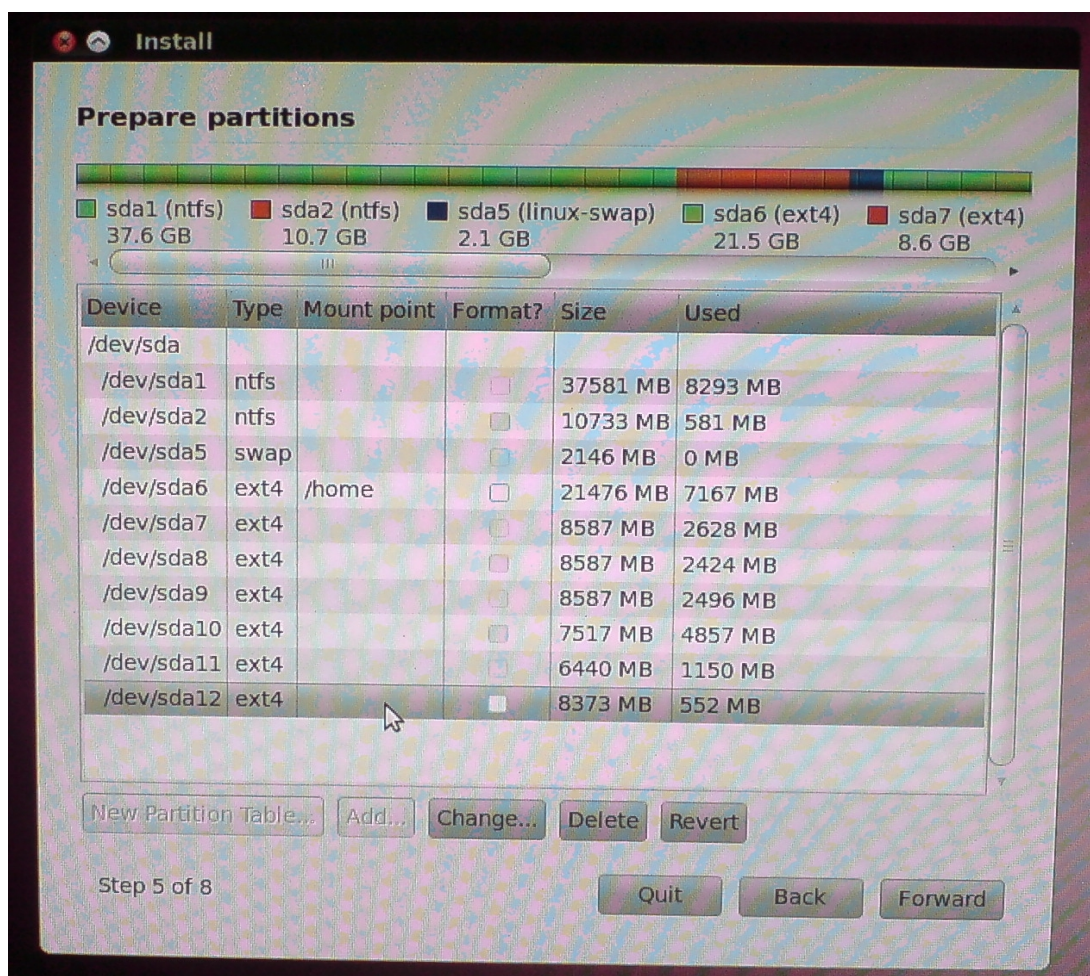 Install
Prepare partitions
sda1 (ntfs) sda2 (ntfs) sda5 (linux-swap) sda6 (ext4) sda7 (ext4)
37.6 GB 10.7 GB 2.1 GB 21.5 GB 8.6 GB
Device Type Mount point Format? Size Used
/dev/sda
/dev/sda1 ntfs 37581 MB 8293 MB
/dev/sda2 ntfs 10733 MB 581 MB
/dev/sda5 swap 2146 MB 0 MB
/dev/sda6 ext4 /home 21476 MB 7167 MB
/dev/sda7 ext4 8587 MB 2628 MB
/dev/sda8 ext4 8587 MB 2424 MB
/dev/sda9 ext4 8587 MB 2496 MB
/dev/sda10 ext4 7517 MB 4857 MB
/dev/sda11 ext4 6440 MB 1150 MB
/dev/sda12 ext4 8373 MB 552 MB
New Partition Table... Add... Change... Delete Revert
Step 5 of 8 Quit Back Forward